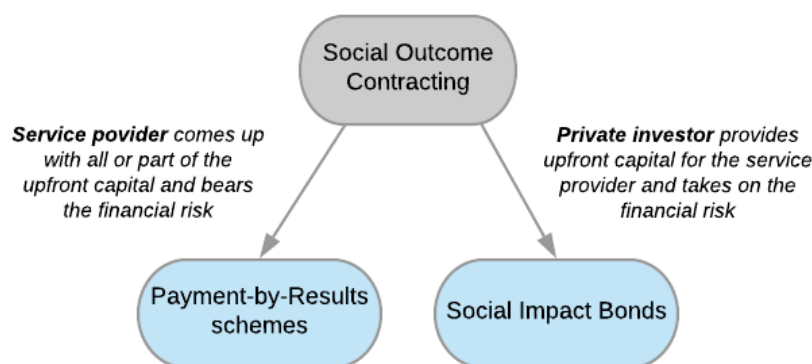 Social Outcome
Contracting
Service povider comes up
with all or part of the
upfront capital and bears
the financial risk
Private investor provides
upfront capital for the service
provider and takes on the
financial risk
Payment-by-Results
schemes
Social Impact Bonds